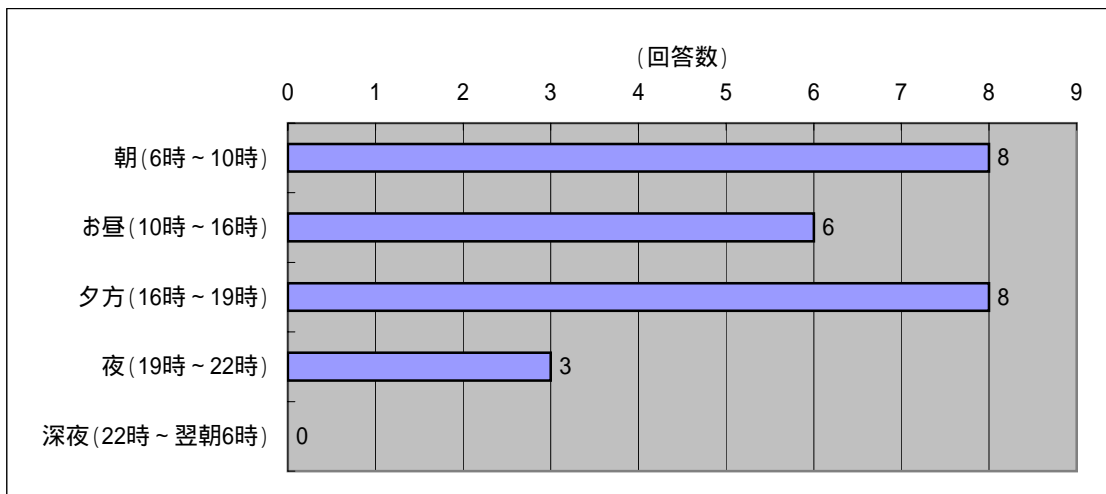 (回答数)
0 1 2 3 4 5 6 7 8 9
朝(6時~10時) 8
お昼(10時~16時) 6
夕方(16時~19時) 8
夜(19時~22時) 3
深夜(22時~翌朝6時) 0